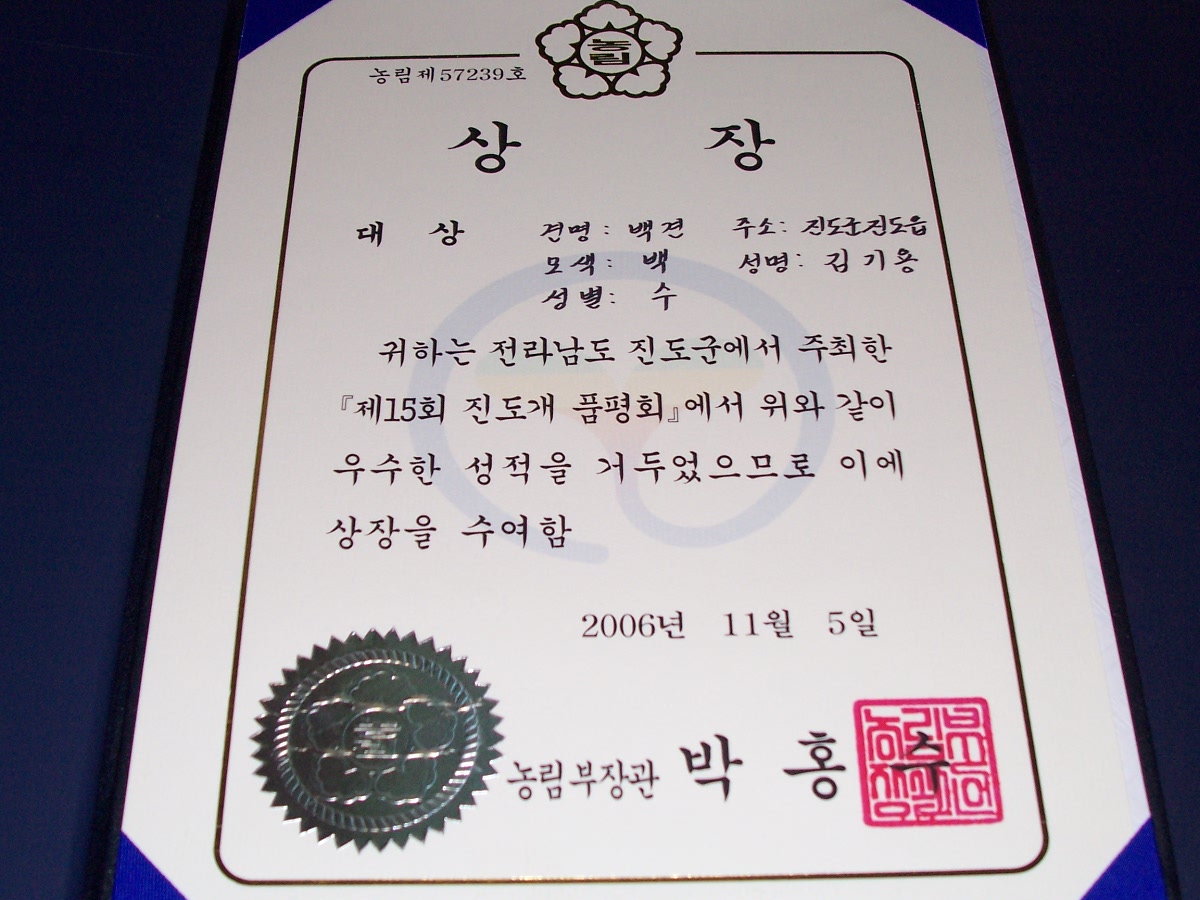 농림
농림제57239호
상 장
대 상 견명: 백견 주소: 진도군진도읍
모색: 백 성명: 김기용
성별: 수
귀하는 전라남도 진도군에서 주최한
『제15회 진도개 품평회』에서 위와 같이
우수한 성적을 거두었으므로 이에
상장을 수여함
2006년 11월 5일
농림부장관 박 홍 수